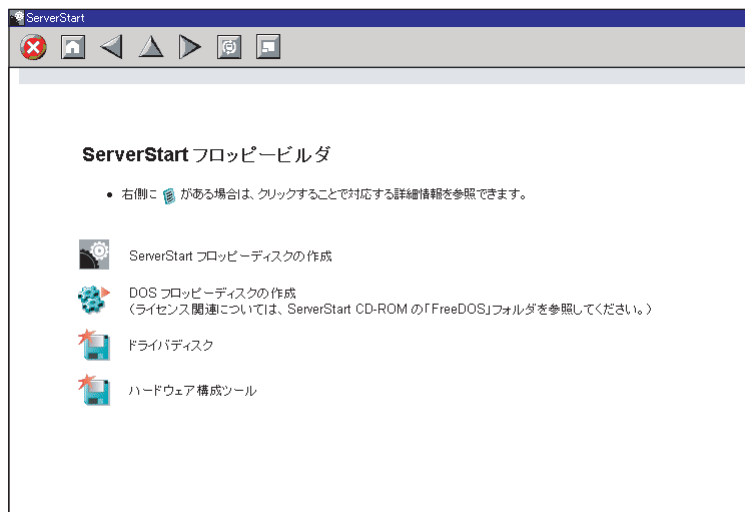 ServerStart
ServerStart フロッピービルダ
• 右側に がある場合は、クリックすることで対応する詳細情報を参照できます。
ServerStart フロッピーディスクの作成
DOS フロッピーディスクの作成
(ライセンス関連については、ServerStart CD-ROM の「FreeDOS」フォルダを参照してください。)
ドライバディスク
ハードウェア構成ツール